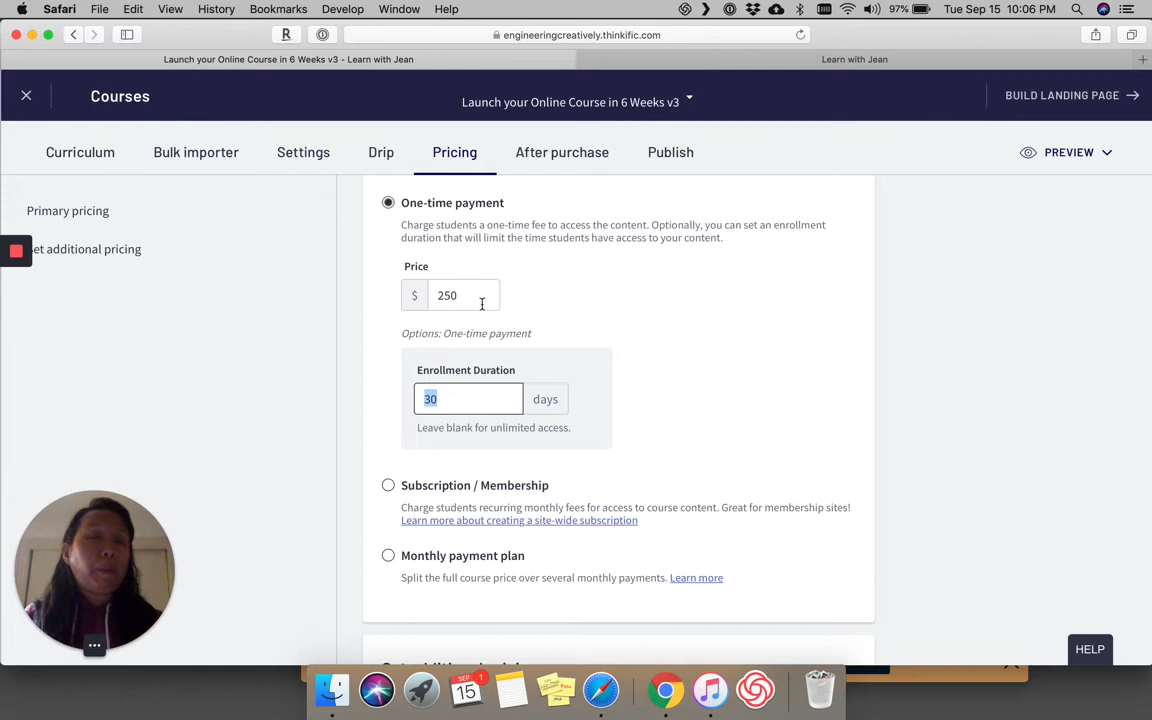 Safari File Edit View History Bookmarks Develop Window Help 97% Tue Sep 15 10:06 PM
R engineeringcreatively.thinkific.com
Launch your Online Course in 6 Weeks v3 - Learn with Jean Learn with Jean
Courses Launch your Online Course in 6 Weeks v3 BUILD LANDING PAGE
Curriculum Bulk importer Settings Drip Pricing After purchase Publish PREVIEW
Primary pricing
et additional pricing
One-time payment
Charge students a one-time fee to access the content. Optionally, you can set an enrollment
duration that will limit the time students have access to your content.
Price
$ 250
Options: One-time payment
Enrollment Duration
30 days
Leave blank for unlimited access.
Subscription / Membership
Charge students recurring monthly fees for access to course content. Great for membership sites!
Learn more about creating a site-wide subscription
Monthly payment plan
Split the full course price over several monthly payments. Learn more
HELP
SEP 1
15